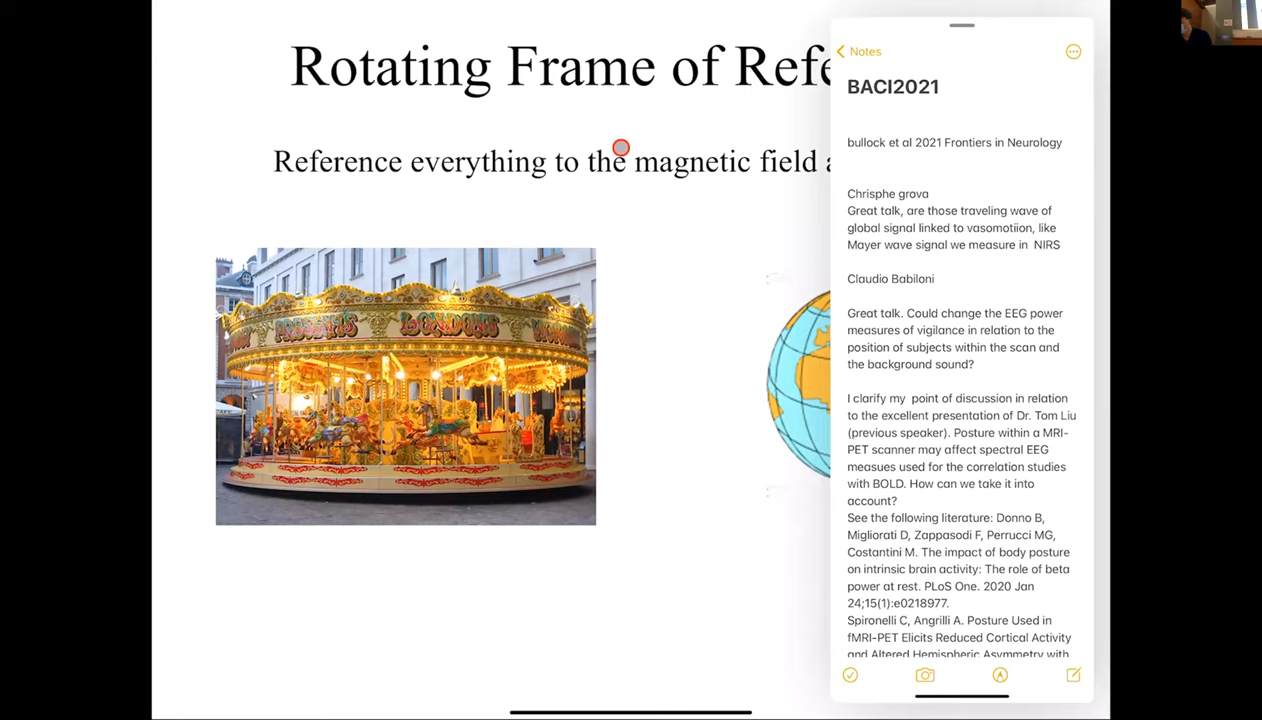 Rotating Frame of Refe
Reference everything to the magnetic field a
Notes
BACI2021
bullock et al 2021 Frontiers in Neurology
Chrisphe grova
Great talk, are those traveling wave of
global signal linked to vasomotiion, like
Mayer wave signal we measure in NIRS
Claudio Babiloni
Great talk. Could change the EEG power
measures of vigilance in relation to the
position of subjects within the scan and
the background sound?
I clarify my point of discussion in relation
to the excellent presentation of Dr. Tom Liu
(previous speaker). Posture within a MRI-
PET scanner may affect spectral EEG
measues used for the correlation studies
with BOLD. How can we take it into
account?
See the following literature: Donno B,
Migliorati D, Zappasodi F, Perrucci MG,
Costantini M. The impact of body posture
on intrinsic brain activity: The role of beta
power at rest. PLoS One. 2020 Jan
24;15(1):e0218977.
Spironelli C, Angrilli A. Posture Used in
fMRI-PET Elicits Reduced Cortical Activity
and Altered Hemispheric Asymmetry with